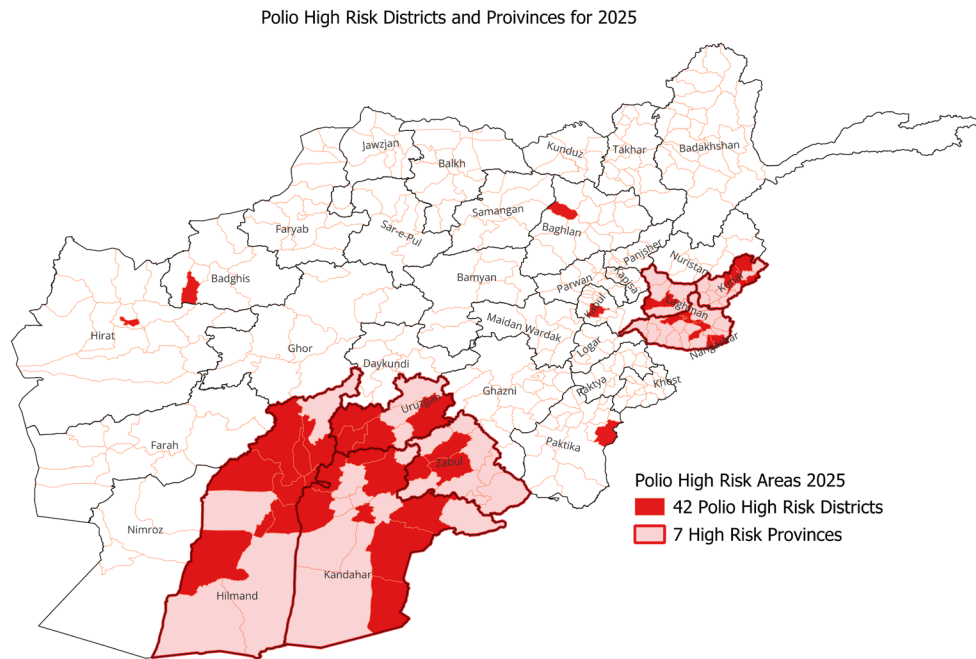 Polio High Risk Districts and Proivinces for 2025
Jawzjan
Balkh
Kunduz
Takhar
Badakhshan
Samangan
Faryab
Sar-e-Pul
Baghlan
Panjsher
Nuristan
Badghis
Bamyan
Parwan
Kapisa
Kunar
Kabul
Laghman
Hirat
Maidan Wardak
Ghor
Logar
Nangarhar
Daykundi
Ghazni
Paktya
Khost
Uruzgan
Farah
Paktika
Zabul
Nimroz
Kandahar
Hilmand
Polio High Risk Areas 2025
42 Polio High Risk Districts
7 High Risk Provinces